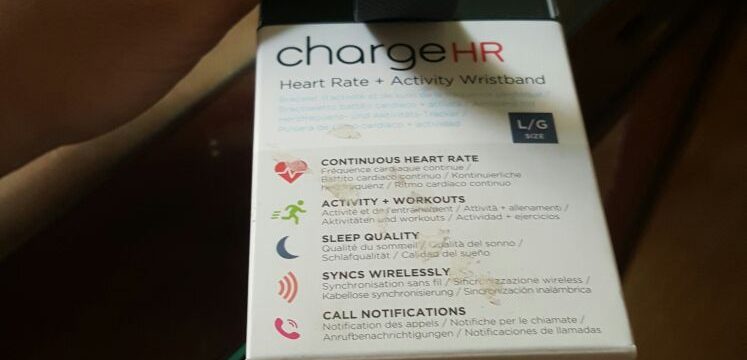 chargeHR
Heart Rate + Activity Wristband
L/G
SIZE
CONTINUOUS HEART RATE
Fréquence cardiaque continue /
Battito cardiaco continuo / Kontinuierliche
Ritmo cardíaco continuo
ACTIVITY + WORKOUTS
Activité et / Attività + allenamenti /
Aktivitäten und workouts / Actividad + ejercicios
SLEEP QUALITY
Qualité du sommeil / Qualità del sonno /
Schlafqualität / Calidad del sueño
SYNCS WIRELESSLY
Synchronisation sans fil / Sincronizzazione wireless /
Kabellose synchronisierung / Sincronización inalámbrica
CALL NOTIFICATIONS
Notification des appels / Notifiche per le chiamate /
Anrufbenachrichtigungen / Notificaciones de llamadas